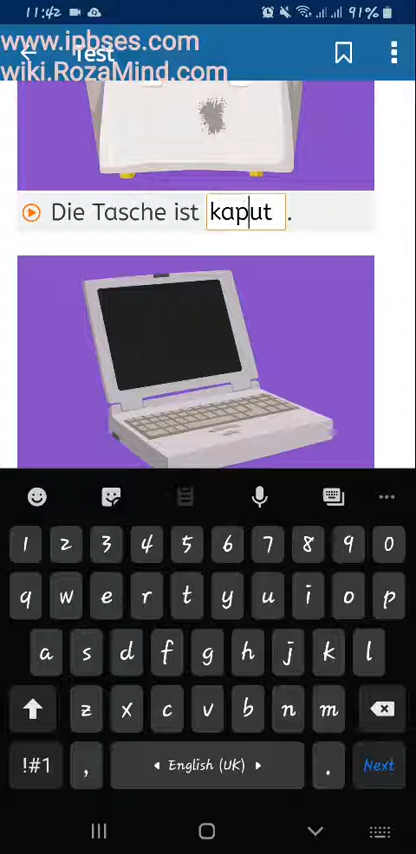 11:42
91%
www.ipbses.com
Test
wiki.RozaMind.com
Die Tasche ist kaput .
1 2 3 4 5 6 7 8 9 0
q w e r t y u i o p
a s d f g h j k l
z x c v b n m
!#1 , English (UK) . Next